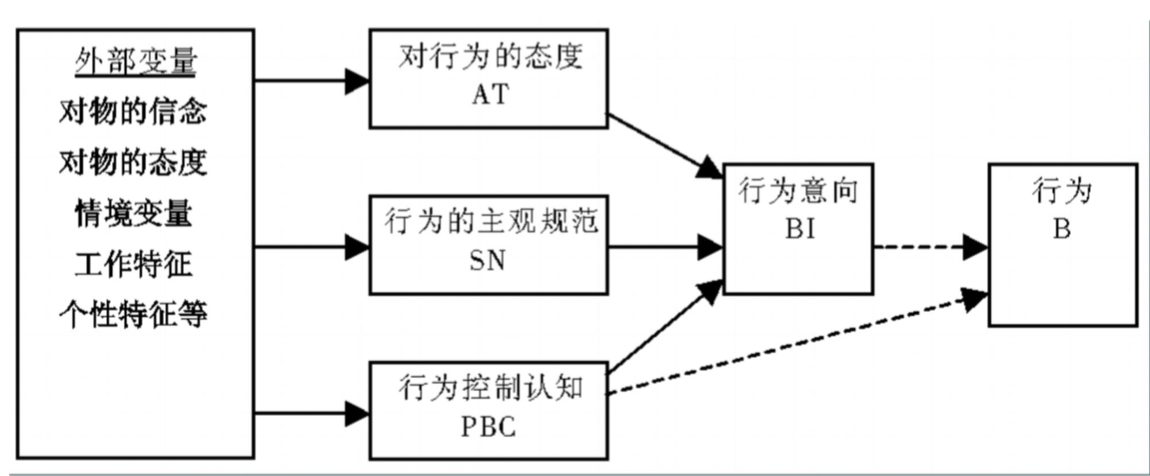 外部变量
对物的信念
对物的态度
情境变量
工作特征
个性特征等
对行为的态度
AT
行为的主观规范
SN
行为控制认知
PBC
行为意向
BI
行为
B